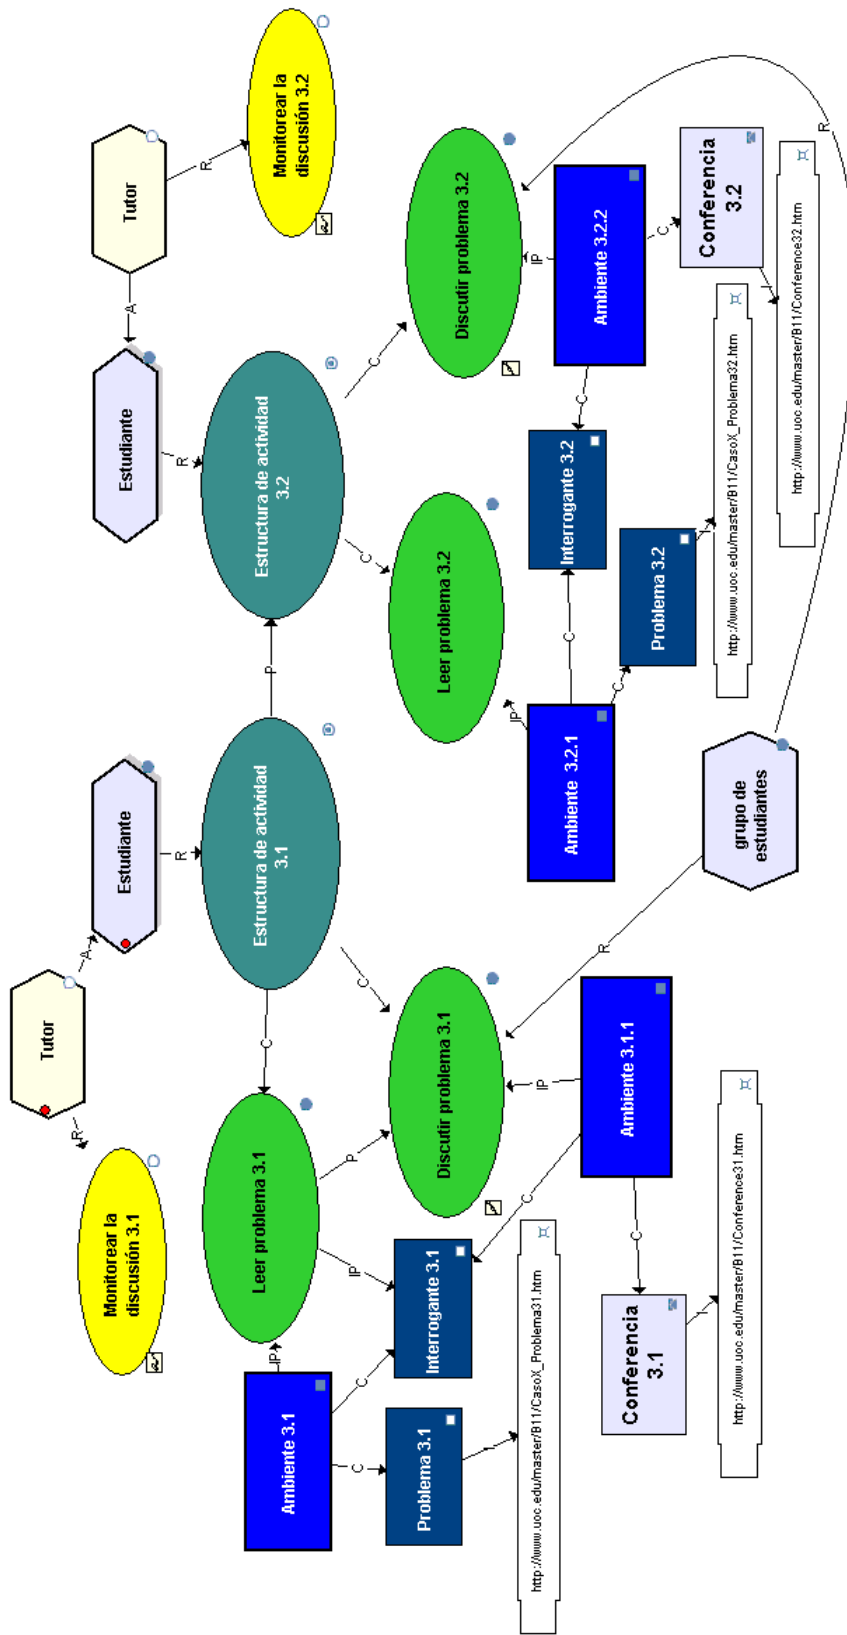 Tutor
R
A
Monitorear la
discusión 3.1
Estudiante
Estudiante
A
Tutor
R
R
R
Ambiente 3.1
IP
Leer problema 3.1
C
Estructura de actividad
3.1
P
Estructura de actividad
3.2
Monitorear la
discusión 3.2
C
C
IP
P
C
C
C
Problema 3.1
Interrogante 3.1
Discutir problema 3.1
Leer problema 3.2
Discutir problema 3.2
I
C
IP
IP
IP
http://www.uoc.edu/master/B11/CasoX_Problema31.htm
Ambiente 3.1.1
Ambiente 3.2.1
C
Interrogante 3.2
C
Ambiente 3.2.2
C
R
C
C
Conferencia
3.1
Problema 3.2
Conferencia
3.2
I
I
I
http://www.uoc.edu/master/B11/Conference31.htm
grupo de
estudiantes
http://www.uoc.edu/master/B11/CasoX_Problema32.htm
http://www.uoc.edu/master/B11/Conference32.htm
R